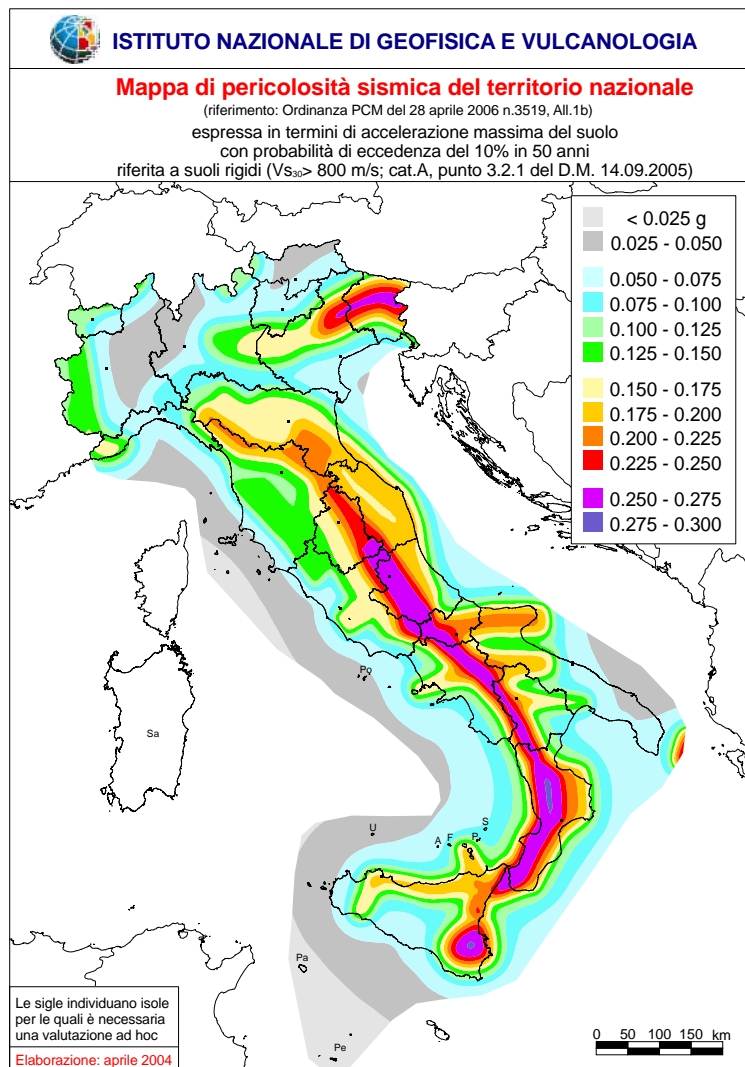 ISTITUTO NAZIONALE DI GEOFISICA E VULCANOLOGIA
Mappa di pericolosità sismica del territorio nazionale
(riferimento: Ordinanza PCM del 28 aprile 2006 n.3519, All.1b)
espressa in termini di accelerazione massima del suolo
con probabilità di eccedenza del 10% in 50 anni
riferita a suoli rigidi (Vs30> 800 m/s; cat.A, punto 3.2.1 del D.M. 14.09.2005)
< 0.025 g
0.025 - 0.050
0.050 - 0.075
0.075 - 0.100
0.100 - 0.125
0.125 - 0.150
0.150 - 0.175
0.175 - 0.200
0.200 - 0.225
0.225 - 0.250
0.250 - 0.275
0.275 - 0.300
Po
Sa
U
S
A
F
P
Pa
Pe
Le sigle individuano isole
per le quali è necessaria
una valutazione ad hoc
Elaborazione: aprile 2004
0 50 100 150 km